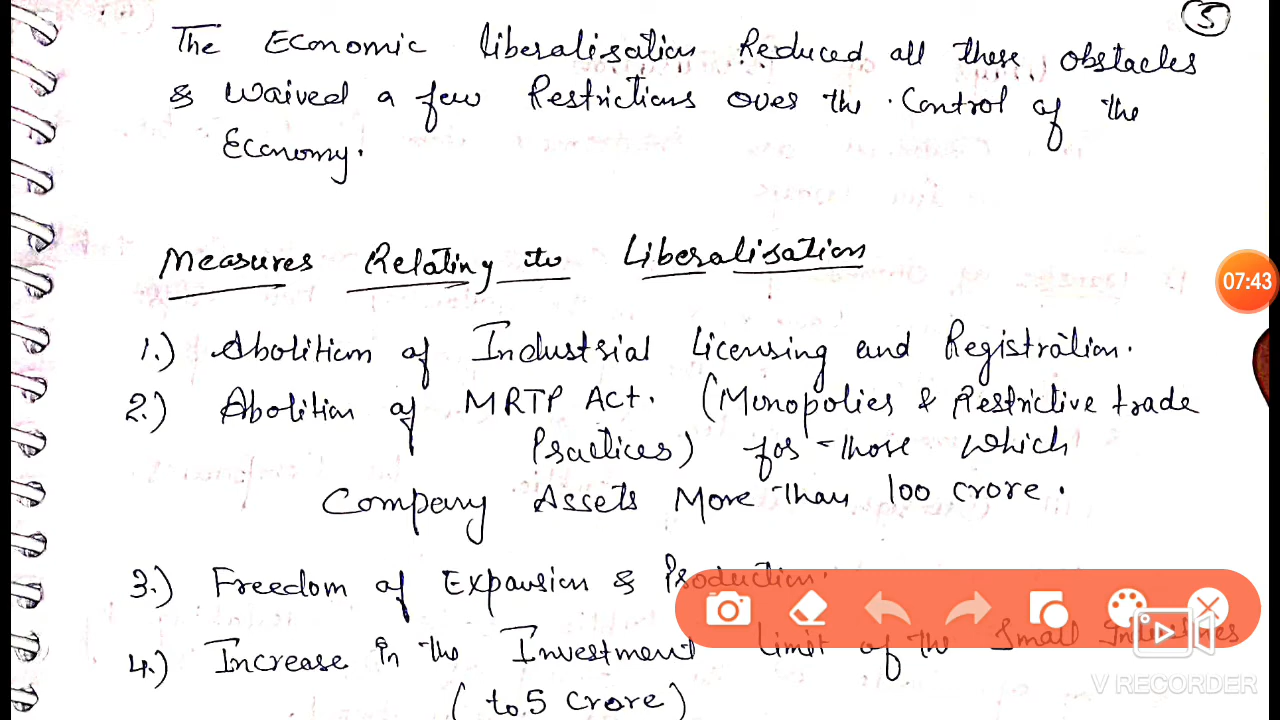 5
The Economic liberalisation Reduced all these obstacles
& waived a few Restrictions over the Control of the
Economy.
Measures Relating to Liberalisation
1.) Abolition of Industrial Licensing and Registration.
2.) Abolition of MRTP Act. (Monopolies & Restrictive trade
Practices) for those which
Company Assets More than 100 crore.
07:43
3.) Freedom of Expansion & Production.
4.) Increase in the Investment limit of the Small Industries
(to 5 crore)
V RECORDER